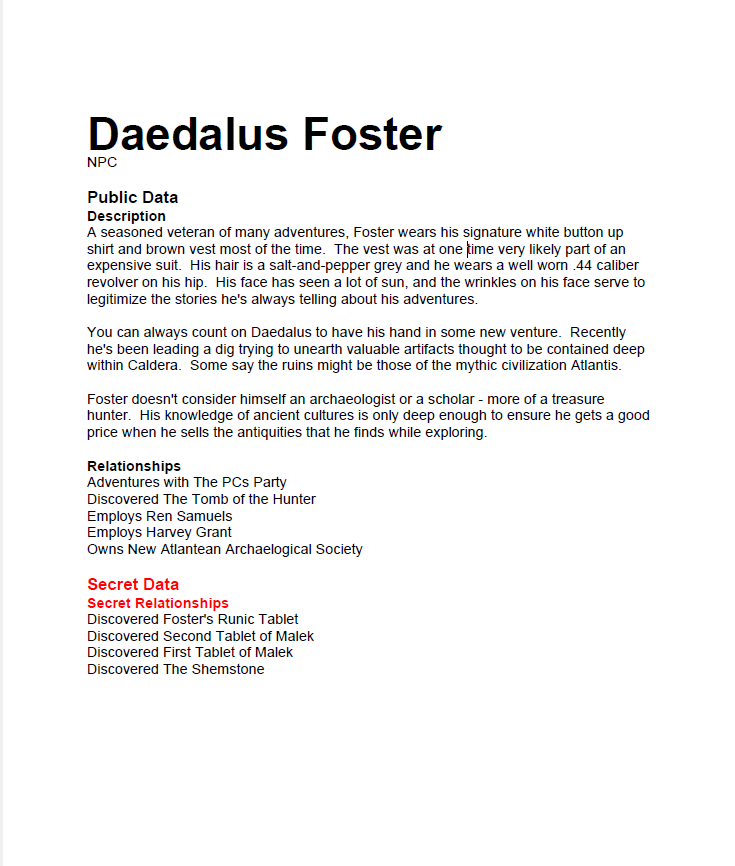 Daedalus Foster
NPC
Public Data
Description
A seasoned veteran of many adventures, Foster wears his signature white button up
shirt and brown vest most of the time.  The vest was at one time very likely part of an
expensive suit.  His hair is a salt-and-pepper grey and he wears a well worn .44 caliber
revolver on his hip.  His face has seen a lot of sun, and the wrinkles on his face serve to
legitimize the stories he's always telling about his adventures.
You can always count on Daedalus to have his hand in some new venture.  Recently
he's been leading a dig trying to unearth valuable artifacts thought to be contained deep
within Caldera.  Some say the ruins might be those of the mythic civilization Atlantis.
Foster doesn't consider himself an archaeologist or a scholar - more of a treasure
hunter.  His knowledge of ancient cultures is only deep enough to ensure he gets a good
price when he sells the antiquities that he finds while exploring.
Relationships
Adventures with The PCs Party
Discovered The Tomb of the Hunter
Employs Ren Samuels
Employs Harvey Grant
Owns New Atlantean Archaelogical Society
Secret Data
Secret Relationships
Discovered Foster's Runic Tablet
Discovered Second Tablet of Malek
Discovered First Tablet of Malek
Discovered The Shemstone